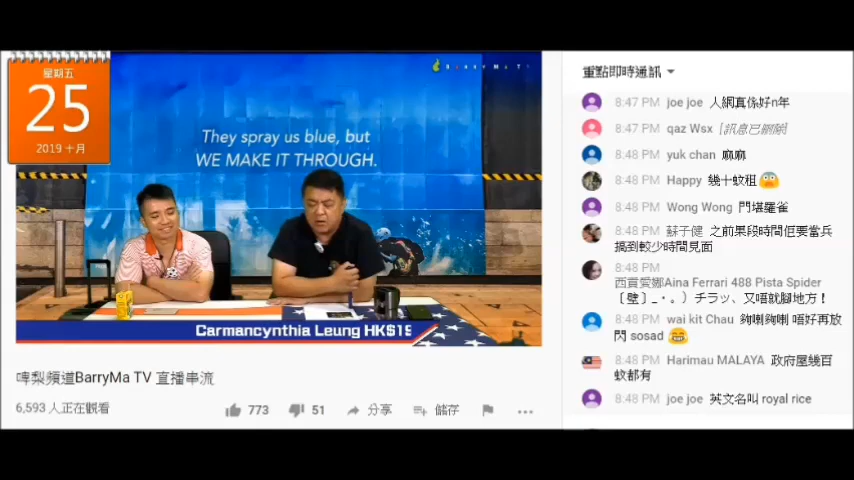 星期五
25
2019 十月
BARRYMA TV
They spray us blue, but
WE MAKE IT THROUGH.
Carmancynthia Leung HK$15
啤梨頻道BarryMa TV 直播串流
6,593 人正在觀看
773
51
分享
儲存
重點即時通訊
8:47 PM joe joe 人網真係好n年
8:47 PM qaz Wsx [訊息已刪除]
8:48 PM yuk chan 麻麻
8:48 PM Happy 幾十蚊租😨
8:48 PM Wong Wong 門堪羅雀
8:48 PM 蘇子健 之前果段時間佢要當兵
搞到較少時間見面
8:48 PM
西貢愛娜Aina Ferrari 488 Pista Spider
〔壁〕_・。）チラッ、又唔就腳地方！
8:48 PM wai kit Chau 夠喇夠喇 唔好再放
閃 sosad 😂
8:48 PM Harimau MALAYA 政府屋幾百
蚊都有
8:48 PM joe joe 英文名叫 royal rice